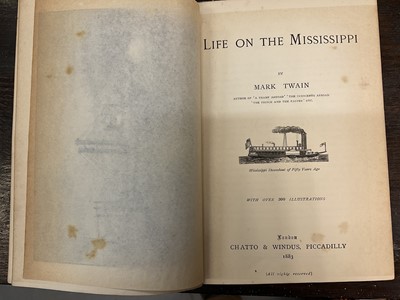 LIFE ON THE MISSISSIPPI
BY
MARK TWAIN
AUTHOR OF "A TRAMP ABROAD" "THE INNOCENTS ABROAD"
"THE PRINCE AND THE PAUPER" ETC.
Mississippi Steamboat of Fifty Years Ago
WITH OVER 300 ILLUSTRATIONS
London
CHATTO & WINDUS, PICCADILLY
1883
[All rights reserved]